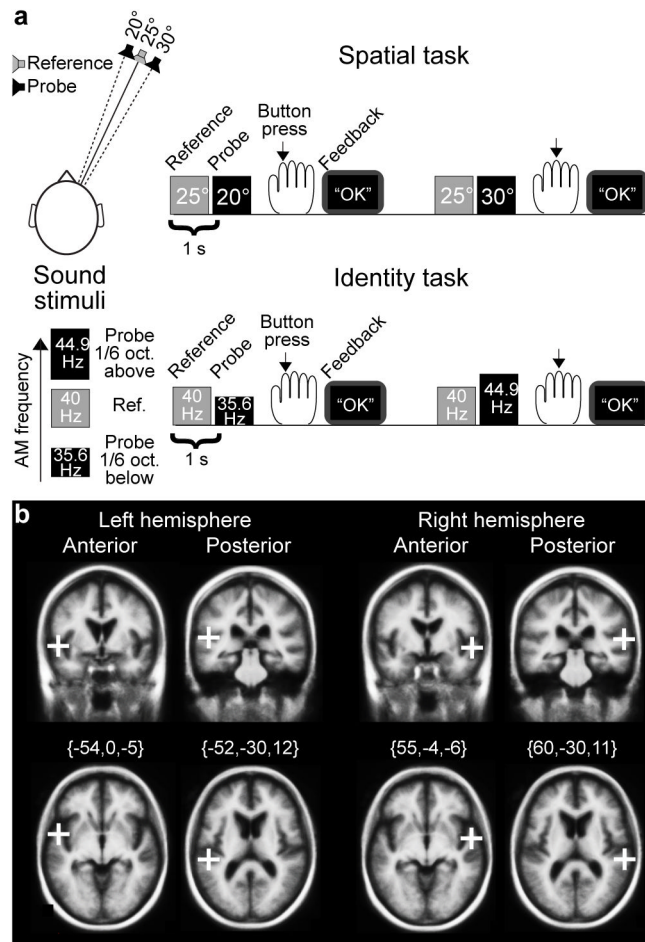 a
20°
25°
30°
Reference
Probe
Spatial task
Reference
Probe
Button
press
Feedback
25°
20°
"OK"
25°
30°
"OK"
1 s
Sound
stimuli
Identity task
AM frequency
44.9
Hz
Probe
1/6 oct.
above
40
Hz
Ref.
35.6
Hz
Probe
1/6 oct.
below
Reference
Probe
Button
press
Feedback
40
Hz
35.6
Hz
"OK"
40
Hz
44.9
Hz
"OK"
1 s
b
Left hemisphere
Right hemisphere
Anterior
Posterior
Anterior
Posterior
{-54,0,-5}
{-52,-30,12}
{55,-4,-6}
{60,-30,11}